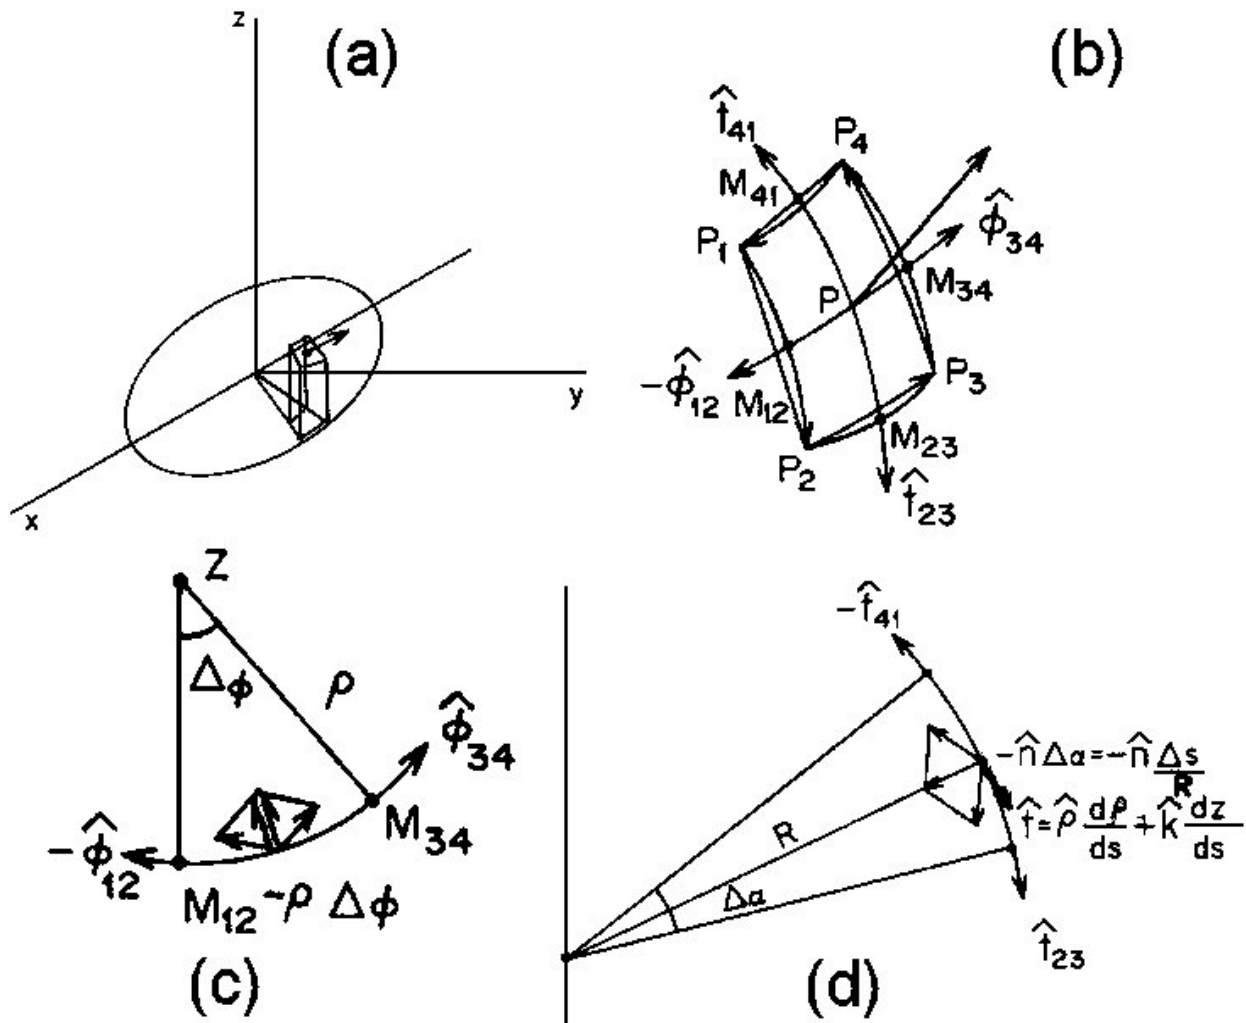 z
(a)
y
x
(b)
t̂₄₁
P₄
M₄₁
P₁
φ̂₃₄
M₃₄
P
-φ̂₁₂
M₁₂
P₃
M₂₃
P₂
t̂₂₃
Z
Δϕ
ρ
φ̂₃₄
M₃₄
-φ̂₁₂
M₁₂ -ρ Δϕ
(c)
-t̂₄₁
-n̂Δα=-n̂ Δs/R
t̂=ρ̂ dρ/ds + k̂ dz/ds
R
Δα
t̂₂₃
(d)